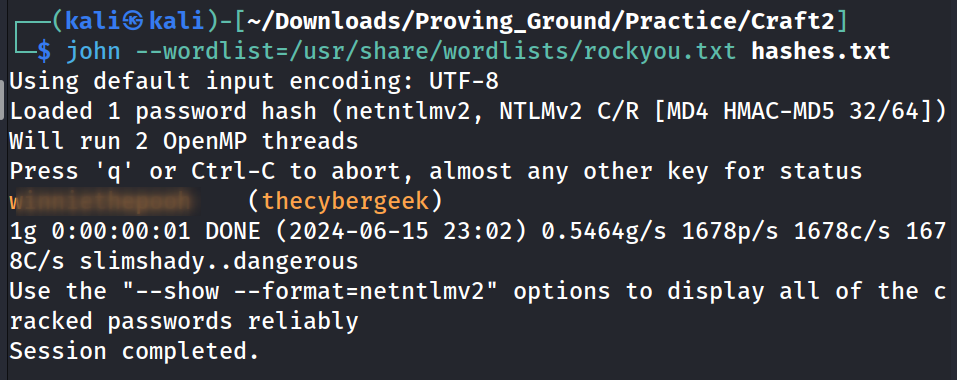 ┌──(kali㉿kali)-[~/Downloads/Proving_Ground/Practice/Craft2]
└─$ john --wordlist=/usr/share/wordlists/rockyou.txt hashes.txt
Using default input encoding: UTF-8
Loaded 1 password hash (netntlmv2, NTLMv2 C/R [MD4 HMAC-MD5 32/64])
Will run 2 OpenMP threads
Press 'q' or Ctrl-C to abort, almost any other key for status
(thecybergeek)
1g 0:00:00:01 DONE (2024-06-15 23:02) 0.5464g/s 1678p/s 1678c/s 167
8C/s slimshady..dangerous
Use the "--show --format=netntlmv2" options to display all of the c
racked passwords reliably
Session completed.